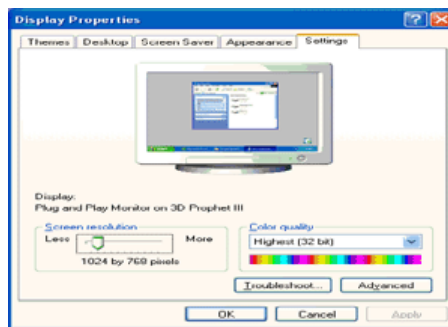 Display Properties
Themes Desktop Screen Saver Appearance Settings
Display:
Plug and Play Monitor on 3D Prophet III
Screen resolution
Less More
1024 by 768 pixels
Color quality
Highest (32 bit)
Troubleshoot... Advanced
OK Cancel Apply